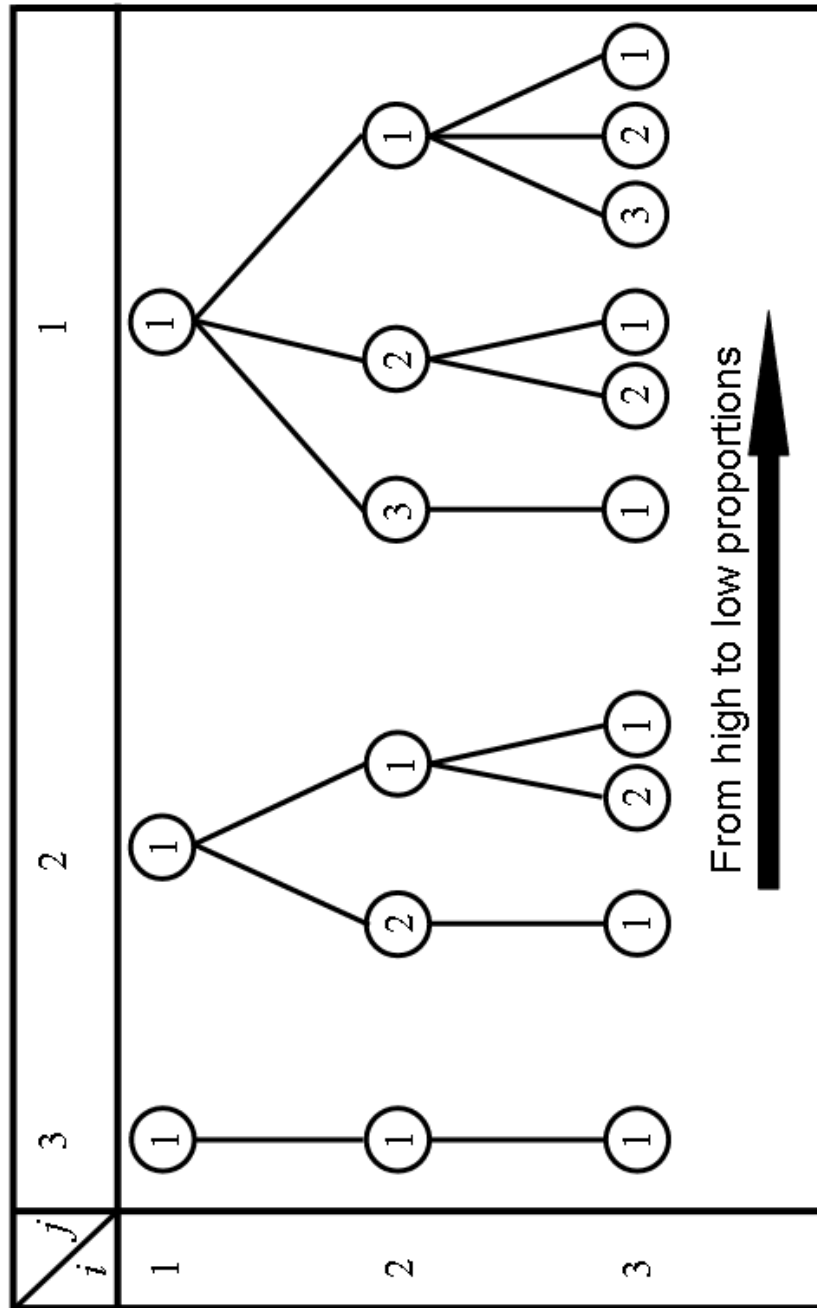 j 3 2 1
i
1 1 1 1
2 1 2 1 3 2 1
3 1 1 2 1 1 2 1 3 2 1
From high to low proportions